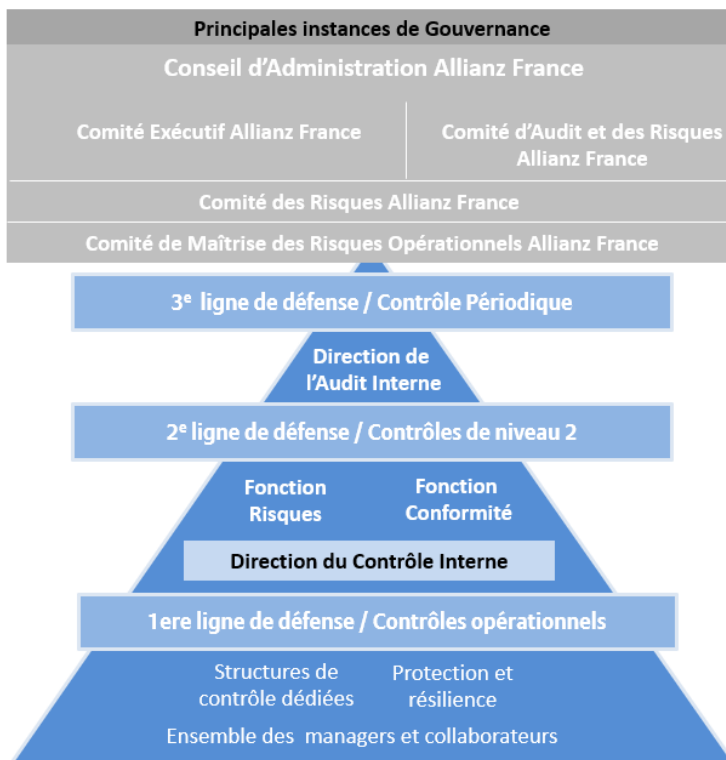 Principales instances de Gouvernance
Conseil d'Administration Allianz France
Comité Exécutif Allianz France
Comité d'Audit et des Risques
Allianz France
Comité des Risques Allianz France
Comité de Maîtrise des Risques Opérationnels Allianz France
3e ligne de défense / Contrôle Périodique
Direction de
l'Audit Interne
2e ligne de défense / Contrôles de niveau 2
Fonction
Risques
Fonction
Conformité
Direction du Contrôle Interne
1ere ligne de défense / Contrôles opérationnels
Structures de
contrôle dédiées
Protection et
résilience
Ensemble des managers et collaborateurs